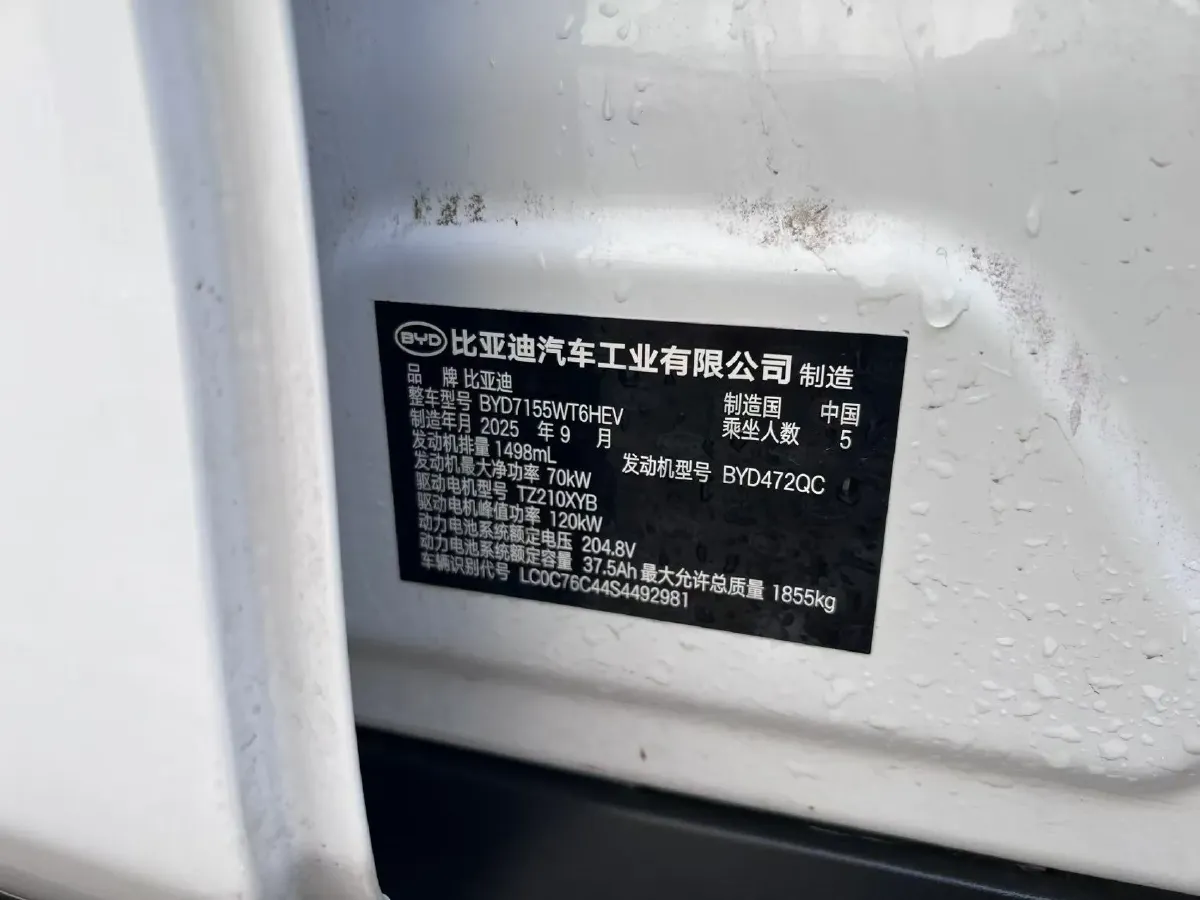 BYD 比亚迪汽车工业有限公司 制造
品 牌 比亚迪
整车型号 BYD7155WT6HEV 制造国 中国
制造年月 2025 年 9 月 乘坐人数 5
发动机排量 1498mL 发动机型号 BYD472QC
发动机最大净功率 70kW
驱动电机型号 TZ210XYB
驱动电机峰值功率 120kW
动力电池系统额定电压 204.8V
动力电池系统额定容量 37.5Ah 最大允许总质量 1855kg
车辆识别代号 LC0C76C44S4492981